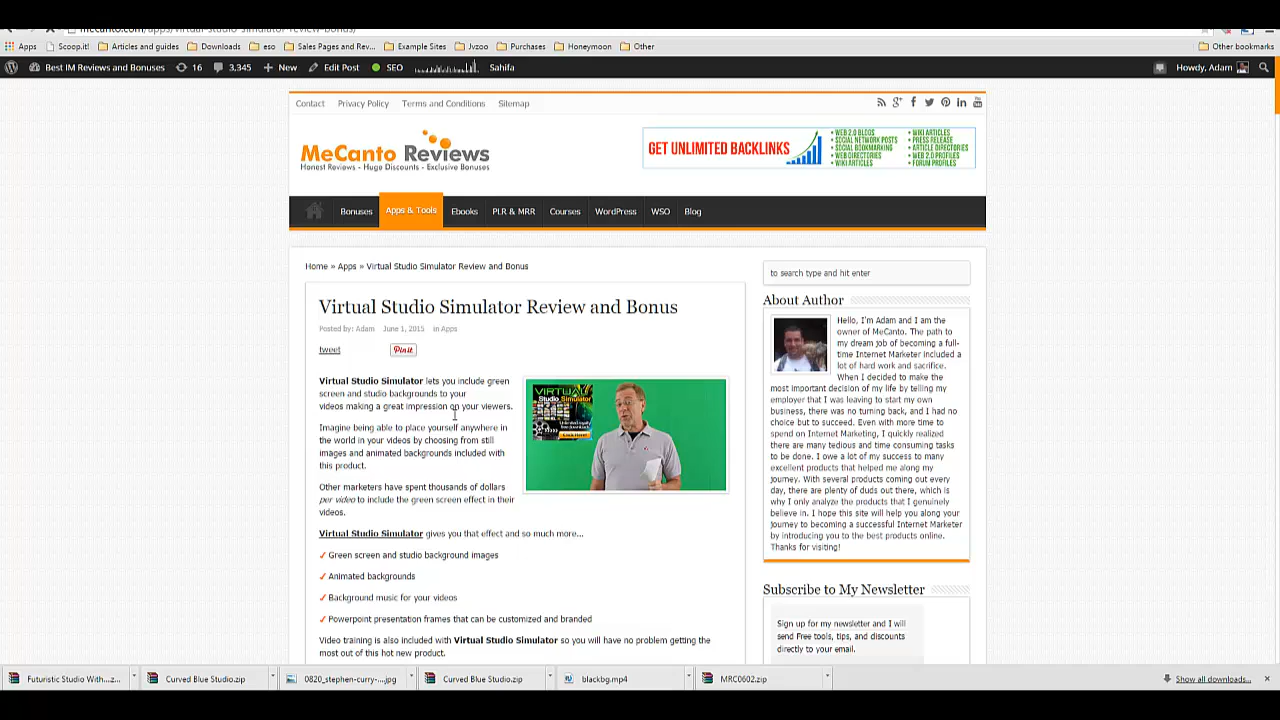 mecanto.com/apps/virtual-studio-simulator-review-bonus/
Apps Scoop.it! Articles and guides Downloads eso Sales Pages and Rev... Example Sites Jvzoo Purchases Honeymoon Other Other bookmarks
Best IM Reviews and Bonuses 16 3,345 + New Edit Post SEO Sahifa Howdy, Adam
Contact Privacy Policy Terms and Conditions Sitemap
MeCanto Reviews
Honest Reviews - Huge Discounts - Exclusive Bonuses
GET UNLIMITED BACKLINKS
• WEB 2.0 BLOGS
• SOCIAL NETWORK POSTS
• SOCIAL BOOKMARKING
• WEB DIRECTORIES
• WIKI ARTICLES
• WIKI ARTICLES
• PRESS RELEASE
• ARTICLE DIRECTORIES
• WEB 2.0 PROFILES
• FORUM PROFILES
Bonuses Apps & Tools Ebooks PLR & MRR Courses WordPress WSO Blog
Home » Apps » Virtual Studio Simulator Review and Bonus
Virtual Studio Simulator Review and Bonus
Posted by: Adam June 1, 2015 in Apps
tweet Pin it
Virtual Studio Simulator lets you include green
screen and studio backgrounds to your
videos making a great impression on your viewers.
Imagine being able to place yourself anywhere in
the world in your videos by choosing from still
images and animated backgrounds included with
this product.
Other marketers have spent thousands of dollars
per video to include the green screen effect in their
videos.
VIRTUAL
Studio Simulator
Click Here!
Virtual Studio Simulator gives you that effect and so much more...
✓ Green screen and studio background images
✓ Animated backgrounds
✓ Background music for your videos
✓ Powerpoint presentation frames that can be customized and branded
Video training is also included with Virtual Studio Simulator so you will have no problem getting the
most out of this hot new product.
to search type and hit enter
About Author
Hello, I'm Adam and I am the
owner of MeCanto. The path to
my dream job of becoming a full-
time Internet Marketer included a
lot of hard work and sacrifice.
When I decided to make the
most important decision of my life by telling my
employer that I was leaving to start my own
business, there was no turning back, and I had no
choice but to succeed. Even with more time to
spend on Internet Marketing, I quickly realized
there are many tedious and time consuming tasks
to be done. I owe a lot of my success to many
excellent products that helped me along my
journey. With several products coming out every
day, there are plenty of duds out there, which is
why I only analyze the products that I genuinely
believe in. I hope this site will help you along your
journey to becoming a successful Internet Marketer
by introducing you to the best products online.
Thanks for visiting!
Subscribe to My Newsletter
Sign up for my newsletter and I will
send Free tools, tips, and discounts
directly to your email.
Futuristic Studio With....z... Curved Blue Studio.zip 0820_stephen-curry-....jpg Curved Blue Studio.zip blackbg.mp4 MRC0602.zip Show all downloads...